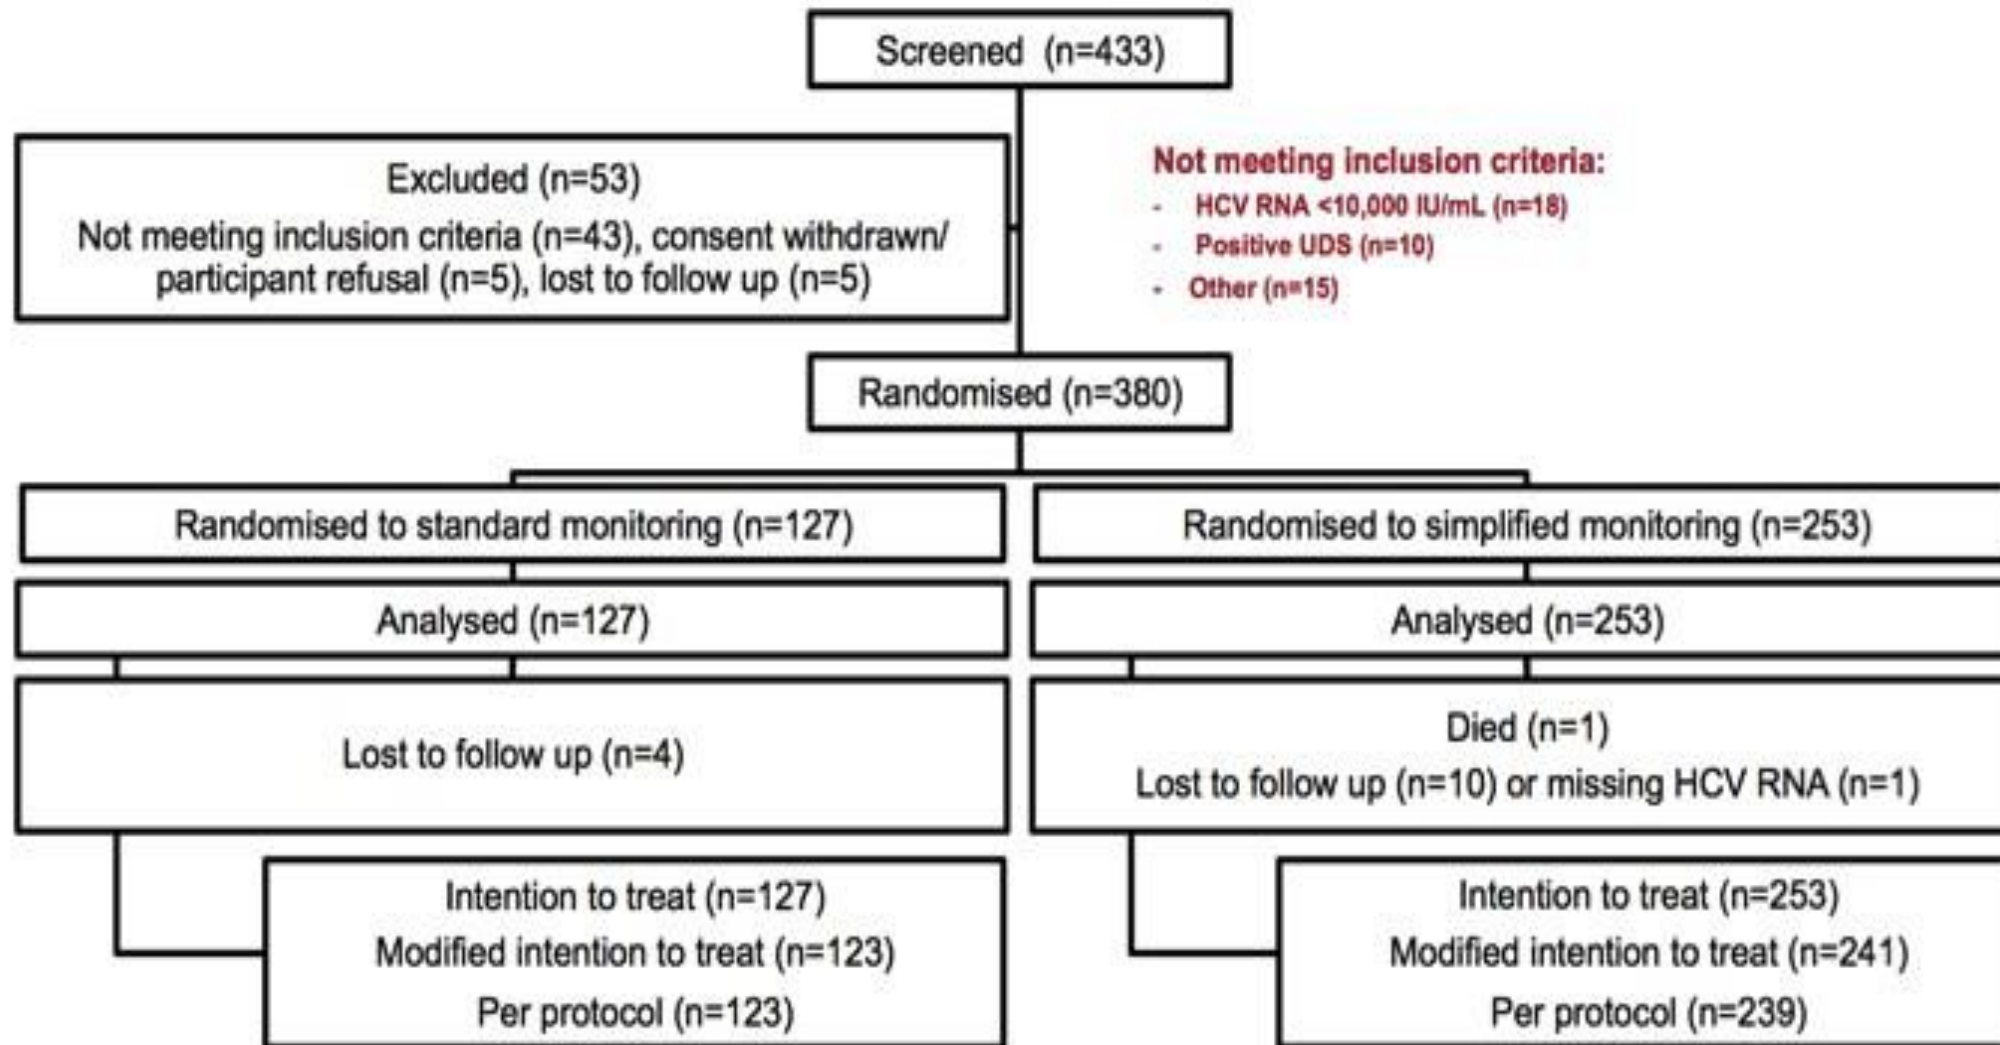 Screened (n=433)
Excluded (n=53)
Not meeting inclusion criteria (n=43), consent withdrawn/
participant refusal (n=5), lost to follow up (n=5)
Not meeting inclusion criteria:
- HCV RNA <10,000 IU/mL (n=18)
- Positive UDS (n=10)
- Other (n=15)
Randomised (n=380)
Randomised to standard monitoring (n=127)
Randomised to simplified monitoring (n=253)
Analysed (n=127)
Analysed (n=253)
Lost to follow up (n=4)
Died (n=1)
Lost to follow up (n=10) or missing HCV RNA (n=1)
Intention to treat (n=127)
Modified intention to treat (n=123)
Per protocol (n=123)
Intention to treat (n=253)
Modified intention to treat (n=241)
Per protocol (n=239)